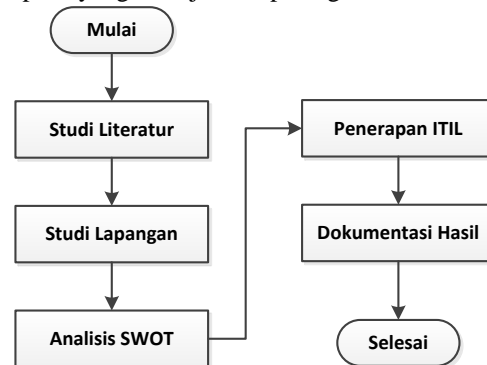 Mulai
Studi Literatur
Studi Lapangan
Analisis SWOT
Penerapan ITIL
Dokumentasi Hasil
Selesai